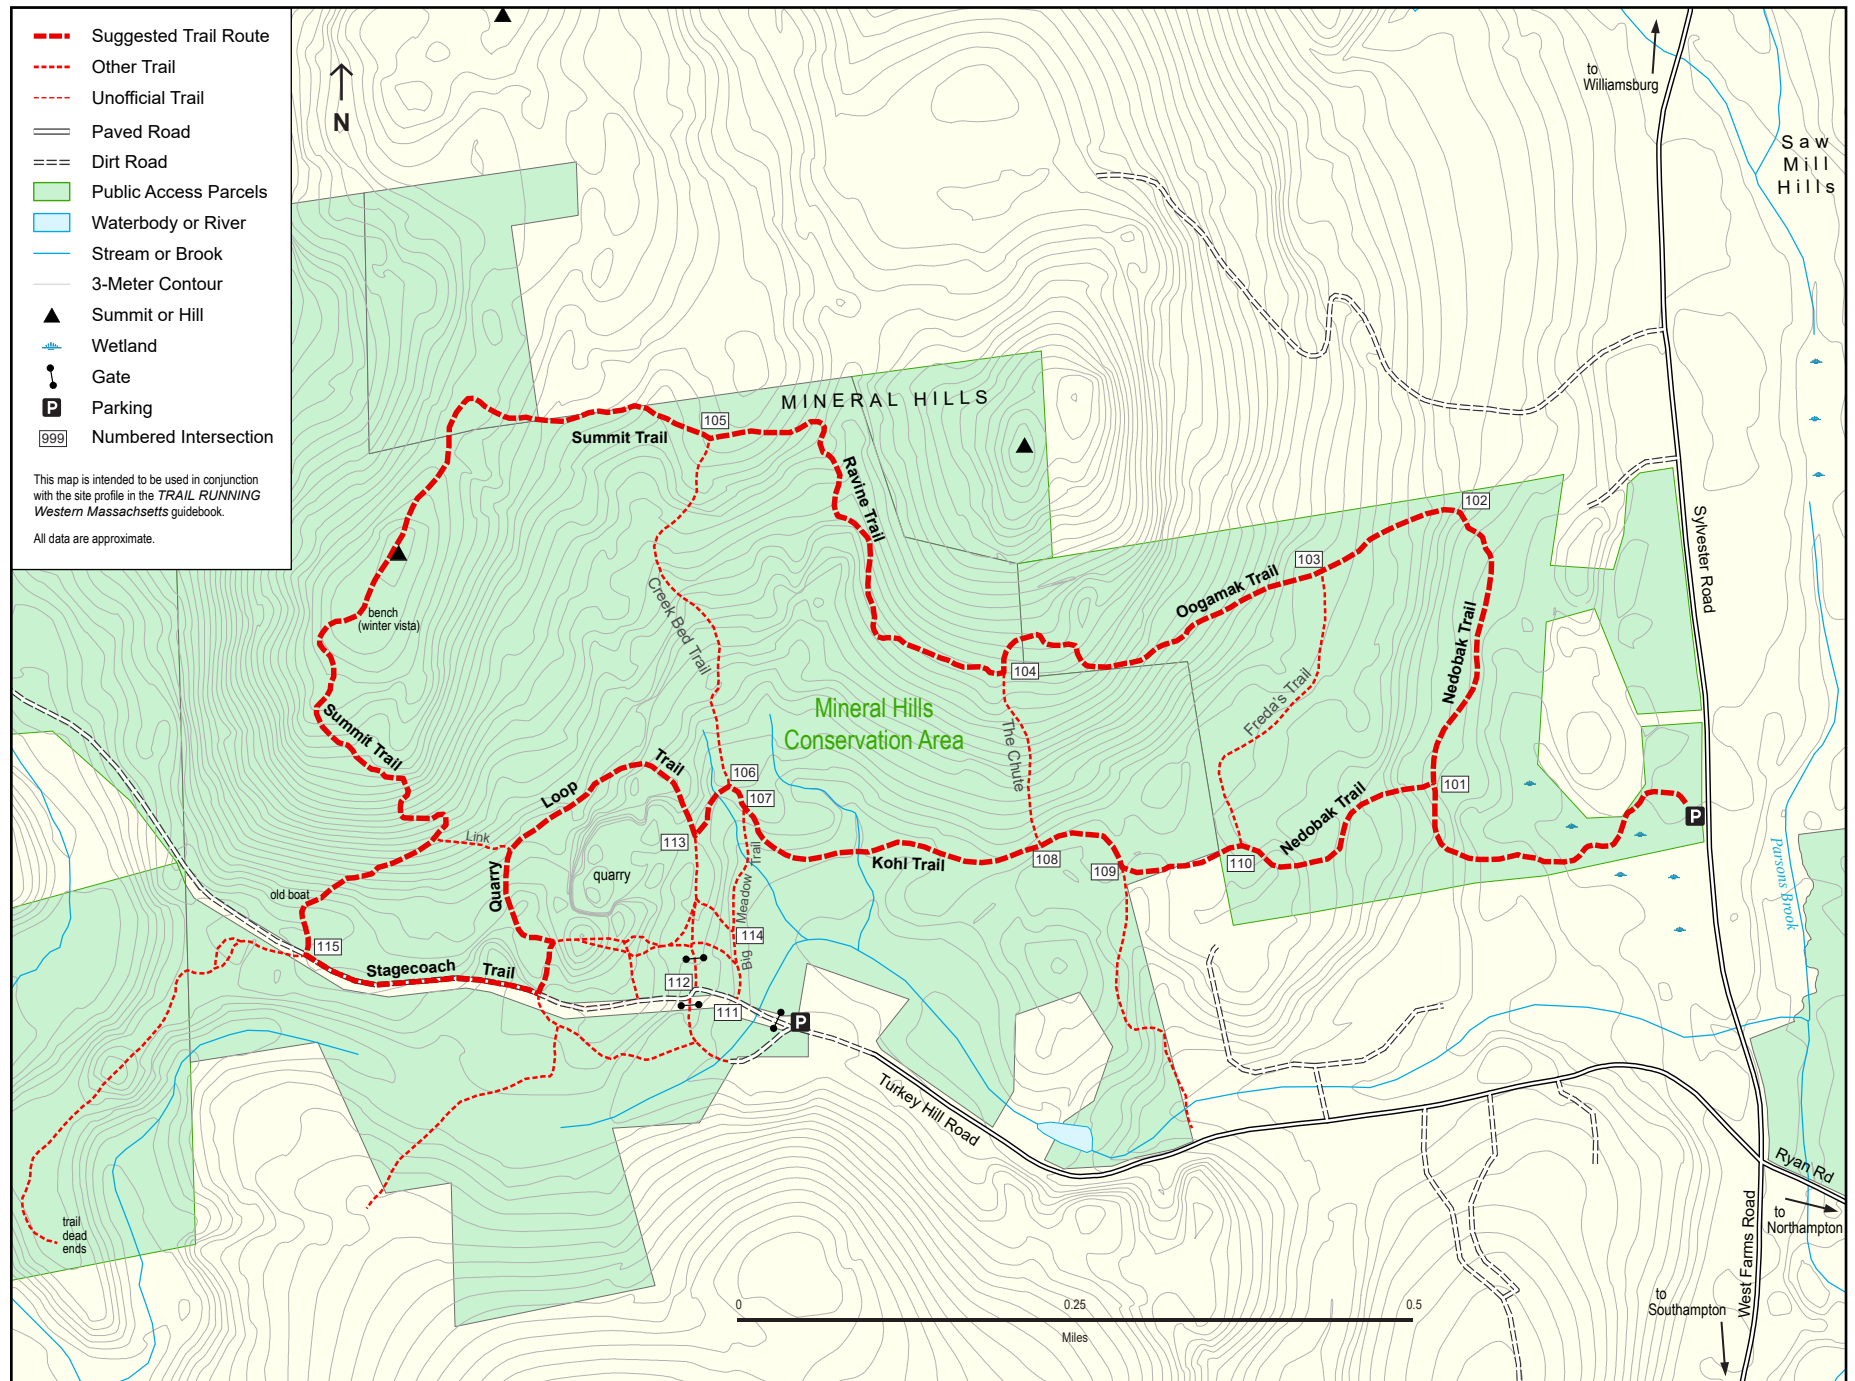 Suggested Trail Route
Other Trail
Unofficial Trail
Paved Road
Dirt Road
Public Access Parcels
Waterbody or River
Stream or Brook
3-Meter Contour
Summit or Hill
Wetland
Gate
P Parking
999 Numbered Intersection
This map is intended to be used in conjunction
with the site profile in the TRAIL RUNNING
Western Massachsetts guidebook.
All data are approximate.
N
to
Williamsburg
Saw
Mill
Hills
MINERAL HILLS
105
Summit Trail
Ravine Trail
102
Sylvester Road
103
Oogamak Trail
bench
(winter vista)
Creek Bed Trail
Nedobak Trail
104
Freda's Trail
Mineral Hills
Conservation Area
Summit Trail
The Chute
Loop
Trail
106
107
101
Nedobak Trail
P
Link
113
Kohl Trail
108
109
110
Quarry
quarry
Big Meadow Trail
Parsons Brook
old boat
114
115
Stagecoach Trail
112
111
P
Turkey Hill Road
Ryan Rd
to
Northampton
West Farms Road
to
Southampton
trail
dead
ends
0 0.25 0.5
Miles